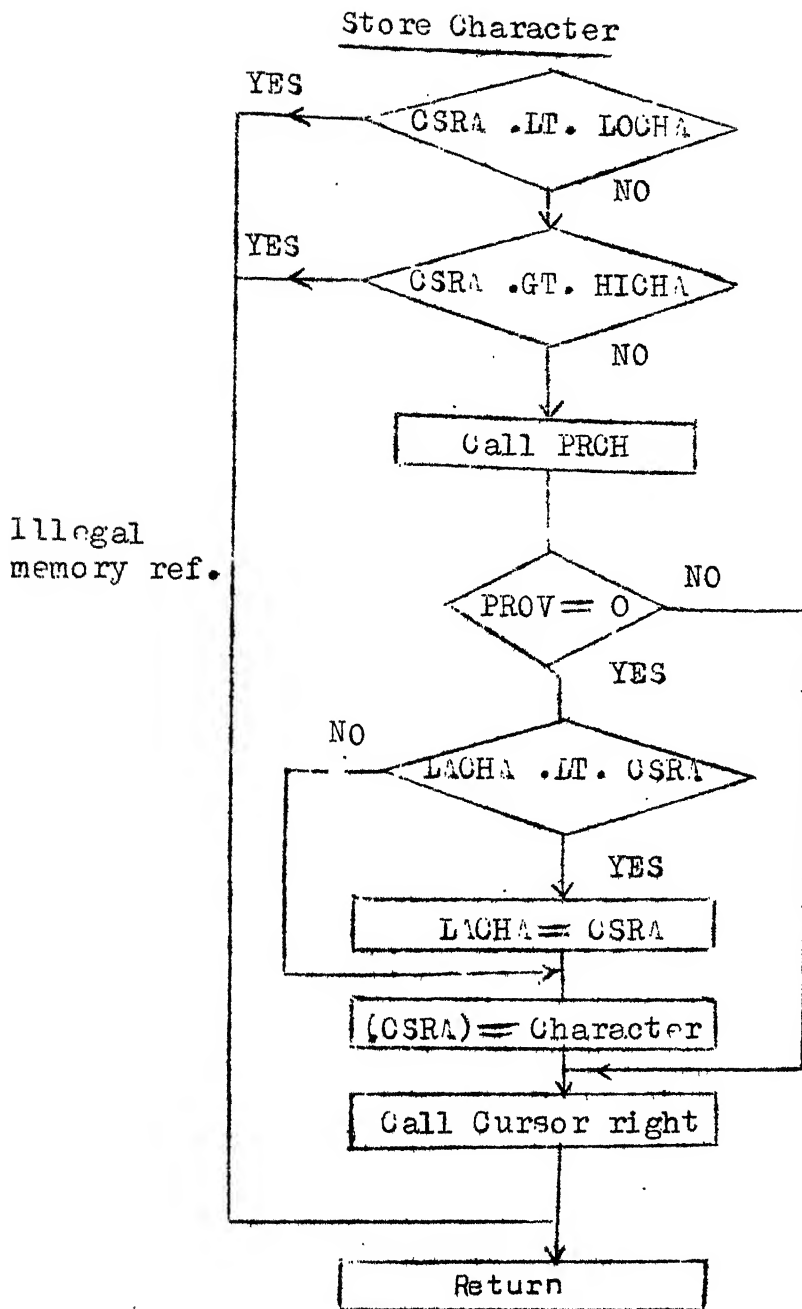 Store Character
YES
CSRA .LT. LOCHA
NO
YES
CSRA .GT. HICHA
NO
Call PRCH
Illegal
memory ref.
NO
PROV = 0
YES
NO
LACHA .LT. CSRA
YES
LACHA = CSRA
(CSRA) = Character
Call Cursor right
Return